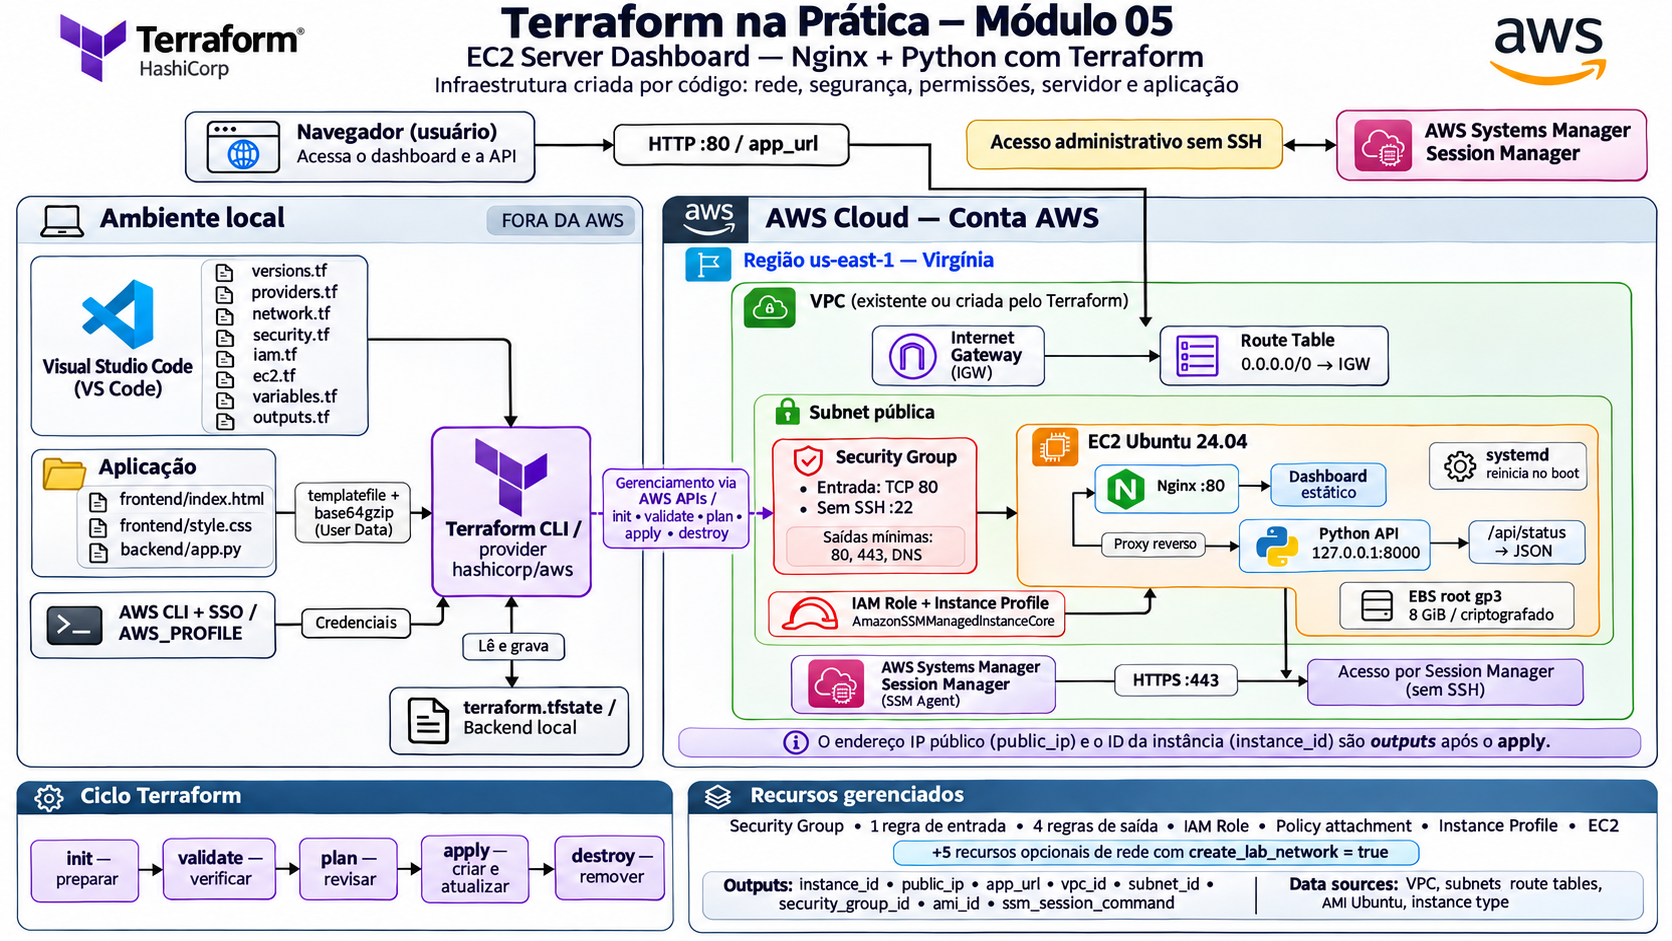 Terraform®
HashiCorp
Terraform na Prática – Módulo 05
EC2 Server Dashboard — Nginx + Python com Terraform
Infraestrutura criada por código: rede, segurança, permissões, servidor e aplicação
aws
Navegador (usuário)
Acessa o dashboard e a API
HTTP :80 / app_url
Acesso administrativo sem SSH
AWS Systems Manager
Session Manager
Ambiente local
FORA DA AWS
Visual Studio Code
(VS Code)
versions.tf
providers.tf
network.tf
security.tf
iam.tf
ec2.tf
variables.tf
outputs.tf
Aplicação
frontend/index.html
frontend/style.css
backend/app.py
templatefile +
base64gzip
(User Data)
Terraform CLI /
provider
hashicorp/aws
AWS CLI + SSO /
AWS_PROFILE
Credenciais
Lê e grava
terraform.tfstate /
Backend local
Gerenciamento via
AWS APIs /
init • validate • plan •
apply • destroy
aws
AWS Cloud — Conta AWS
Região us-east-1 — Virgínia
VPC (existente ou criada pelo Terraform)
Internet
Gateway
(IGW)
Route Table
0.0.0.0/0 → IGW
Subnet pública
Security Group
• Entrada: TCP 80
• Sem SSH :22
Saídas mínimas:
80, 443, DNS
EC2 Ubuntu 24.04
Nginx :80
Dashboard
estático
systemd
reinicia no boot
Proxy reverso
Python API
127.0.0.1:8000
/api/status
→ JSON
EBS root gp3
8 GiB / criptografado
IAM Role + Instance Profile
AmazonSSMManagedInstanceCore
AWS Systems Manager
Session Manager
(SSM Agent)
HTTPS :443
Acesso por Session Manager
(sem SSH)
O endereço IP público (public_ip) e o ID da instância (instance_id) são outputs após o apply.
Ciclo Terraform
init —
preparar
validate —
verificar
plan —
revisar
apply —
criar e
atualizar
destroy —
remover
Recursos gerenciados
Security Group • 1 regra de entrada • 4 regras de saída • IAM Role • Policy attachment • Instance Profile • EC2
+5 recursos opcionais de rede com create_lab_network = true
Outputs: instance_id • public_ip • app_url • vpc_id • subnet_id •
security_group_id • ami_id • ssm_session_command
Data sources: VPC, subnets route tables,
AMI Ubuntu, instance type